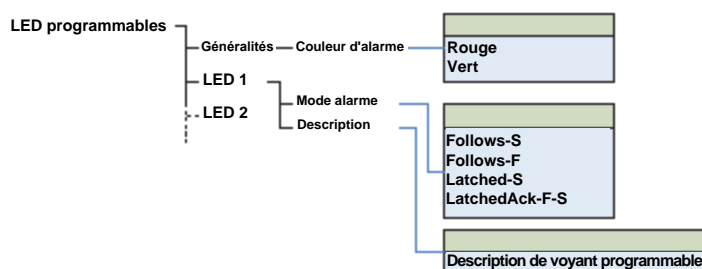 LED programmables
Généralités
Couleur d'alarme
Rouge
Vert
LED 1
Mode alarme
LED 2
Description
Follows-S
Follows-F
Latched-S
LatchedAck-F-S
Description de voyant programmable